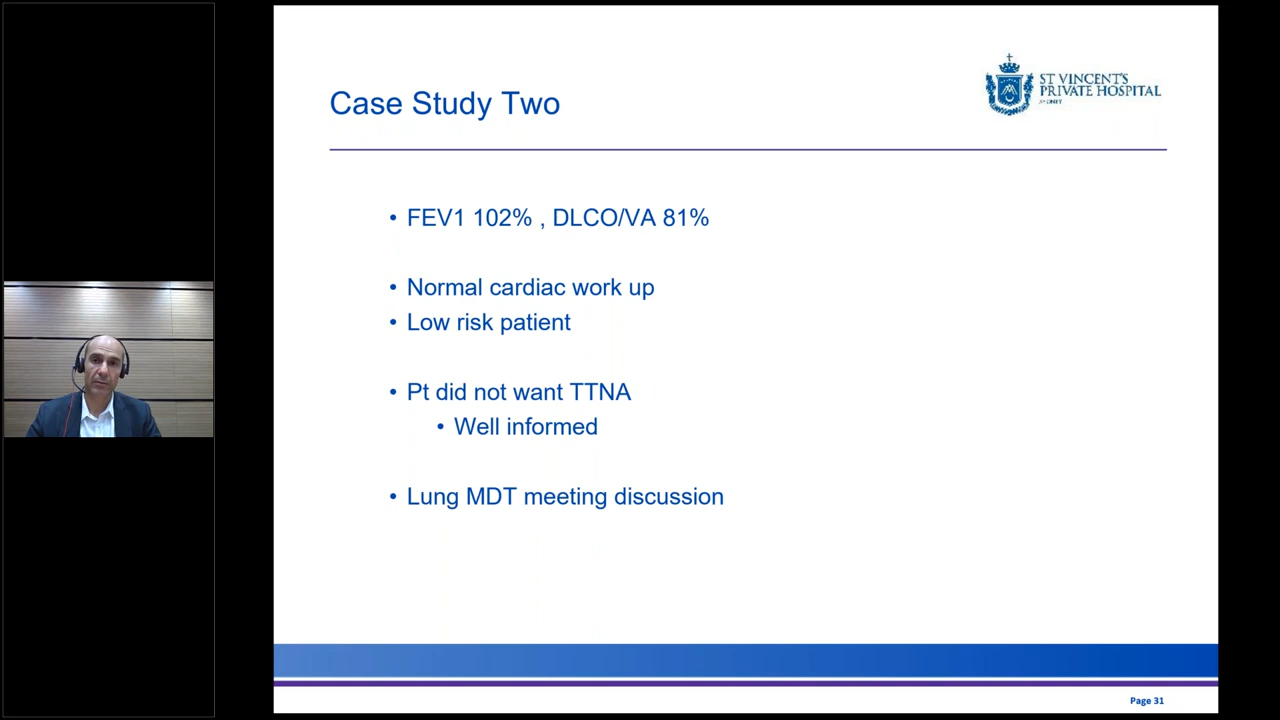 ST VINCENT'S
PRIVATE HOSPITAL
SYDNEY
Case Study Two
• FEV1 102% , DLCO/VA 81%
• Normal cardiac work up
• Low risk patient
• Pt did not want TTNA
• Well informed
• Lung MDT meeting discussion
Page 31